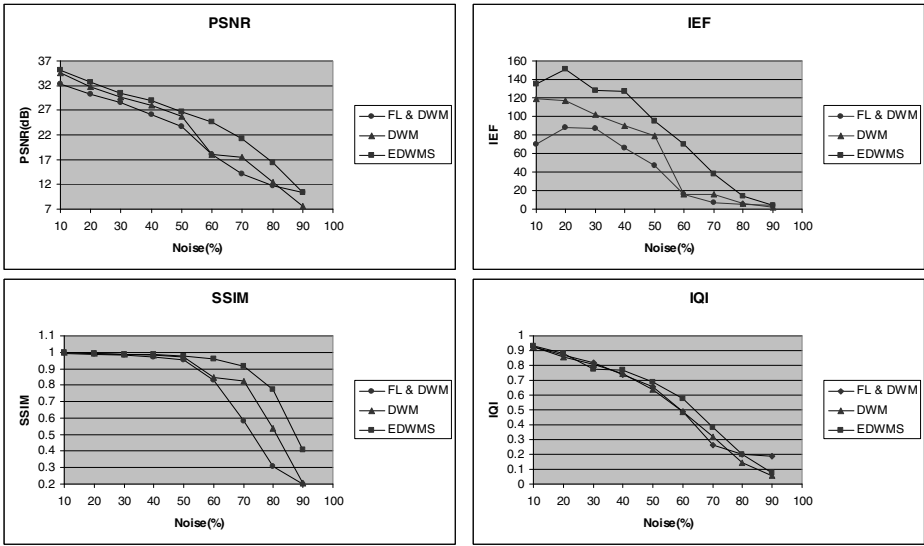 PSNR
37
32
27
22
17
12
7
PSNR(dB)
10 20 30 40 50 60 70 80 90 100
Noise(%)
FL & DWM
DWM
EDWMS
IEF
160
140
120
100
80
60
40
20
0
IEF
10 20 30 40 50 60 70 80 90 100
Noise(%)
FL & DWM
DWM
EDWMS
SSIM
1.1
1
0.9
0.8
0.7
0.6
0.5
0.4
0.3
0.2
SSIM
10 20 30 40 50 60 70 80 90 100
Noise(%)
FL & DWM
DWM
EDWMS
IQI
1
0.9
0.8
0.7
0.6
0.5
0.4
0.3
0.2
0.1
0
IQI
10 20 30 40 50 60 70 80 90 100
Noise(%)
FL & DWM
DWM
EDWMS